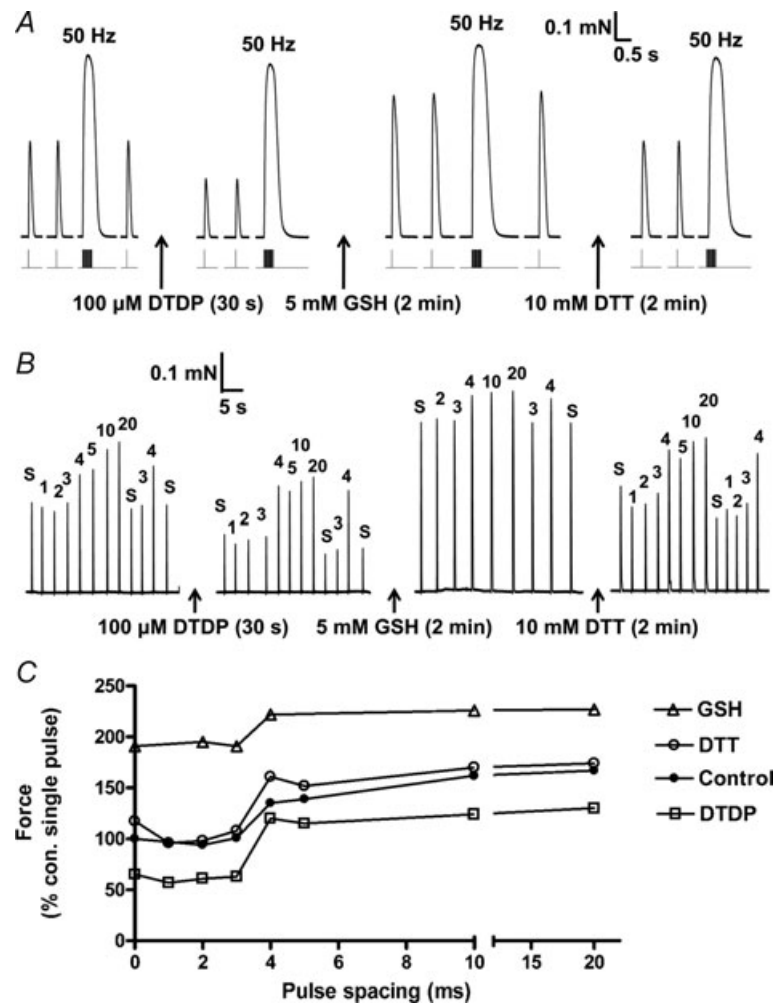 A
50 Hz
50 Hz
50 Hz
0.1 mN
0.5 s
50 Hz
100 µM DTDP (30 s)
5 mM GSH (2 min)
10 mM DTT (2 min)
B
0.1 mN
5 s
S 1 2 3 4 5 10 20 S 3 4 S
S 1 2 3 4 5 10 20 S 3 4 S
S 2 3 4 10 20 3 4 S
S 1 2 3 4 5 10 20 S 1 2 3 4
100 µM DTDP (30 s)
5 mM GSH (2 min)
10 mM DTT (2 min)
C
Force
(% con. single pulse)
250
200
150
100
50
0
0 2 4 6 8 10 15 20
Pulse spacing (ms)
GSH
DTT
Control
DTDP